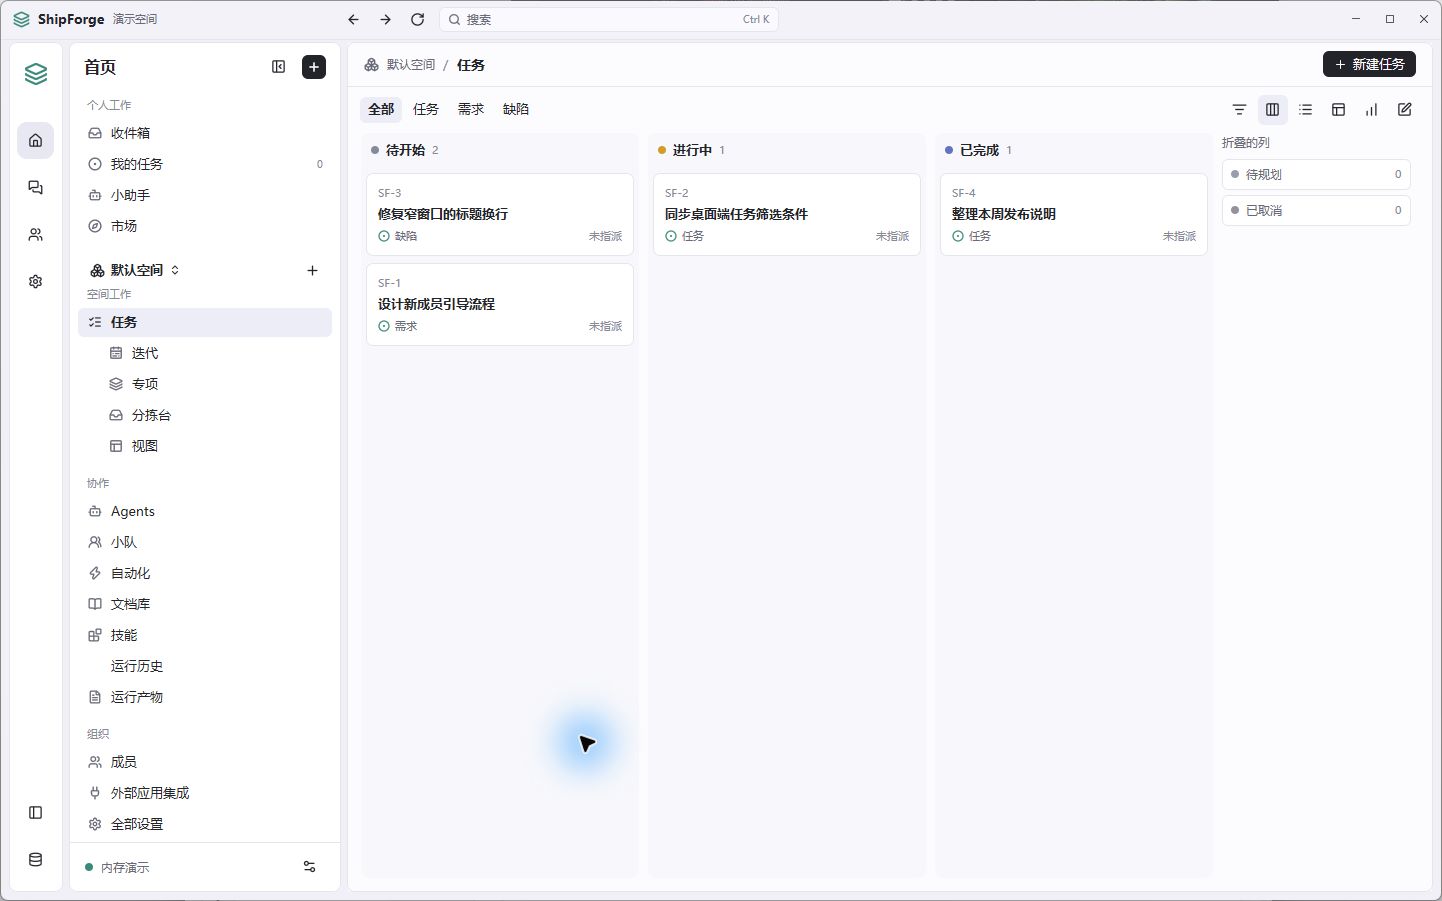 ShipForge 演示空间
搜索 Ctrl K
首页
个人工作
收件箱
我的任务 0
小助手
市场
默认空间
空间工作
任务
迭代
专项
分拣台
视图
协作
Agents
小队
自动化
文档库
技能
运行历史
运行产物
组织
成员
外部应用集成
全部设置
内存演示
默认空间 / 任务
新建任务
全部 任务 需求 缺陷
待开始 2
SF-3
修复窄窗口的标题换行
缺陷 未指派
SF-1
设计新成员引导流程
需求 未指派
进行中 1
SF-2
同步桌面端任务筛选条件
任务 未指派
已完成 1
SF-4
整理本周发布说明
任务 未指派
折叠的列
待规划 0
已取消 0